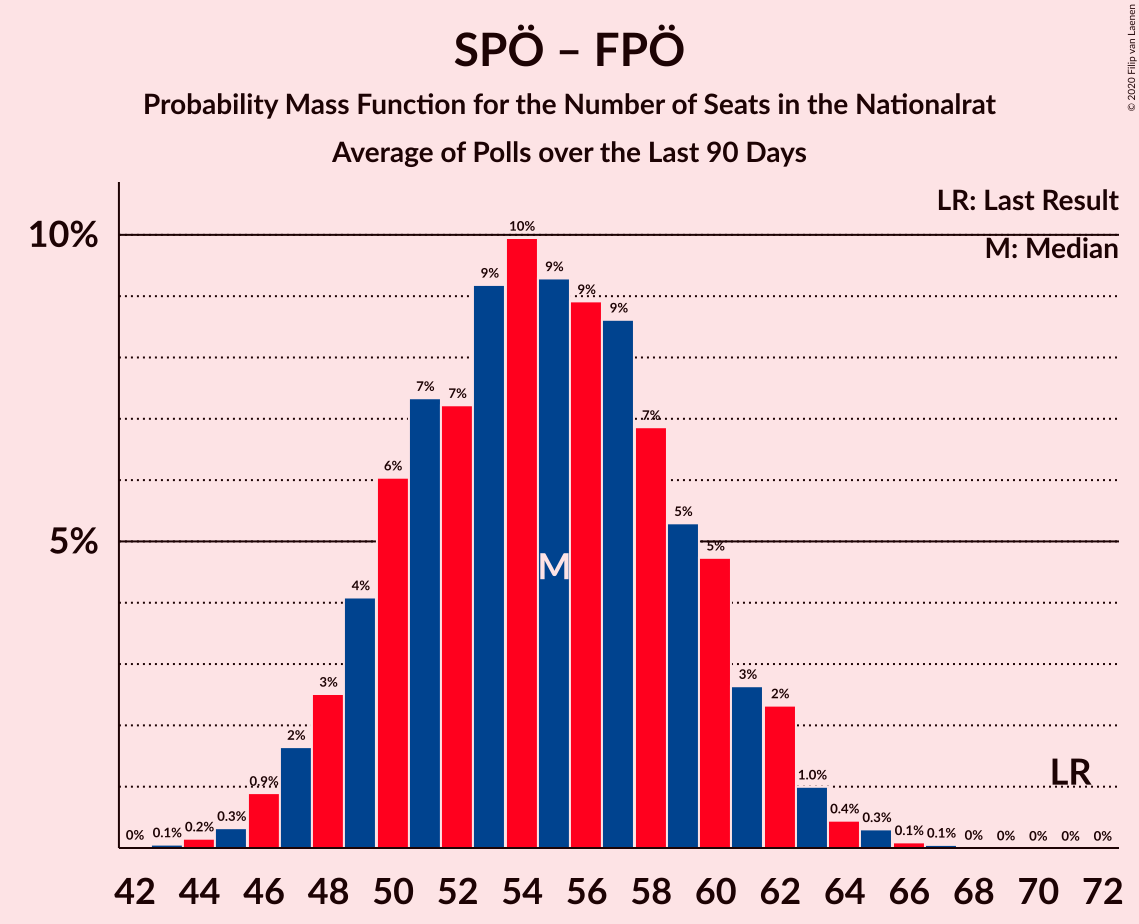 SPÖ – FPÖ
Probability Mass Function for the Number of Seats in the Nationalrat
Average of Polls over the Last 90 Days
© 2020 Filip van Laenen
LR: Last Result
M: Median
10%
5%
0% 0.1% 0.2% 0.3% 0.9% 2% 3% 4% 6% 7% 7% 9% 10% 9% 9% 9% 7% 5% 5% 3% 2% 1.0% 0.4% 0.3% 0.1% 0.1% 0% 0% 0% 0% 0%
M
LR
42 44 46 48 50 52 54 56 58 60 62 64 66 68 70 72